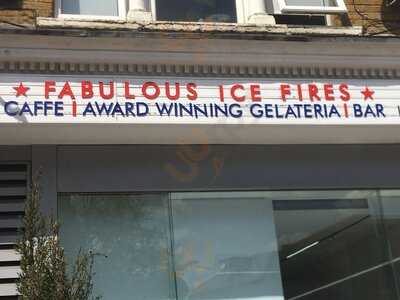 ★ FABULOUS ICE FIRES ★
CAFFE | AWARD WINNING GELATERIA | BAR